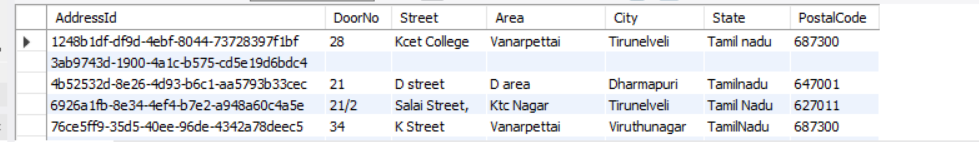 AddressId DoorNo Street Area City State PostalCode
1248b1df-df9d-4ebf-8044-73728397f1bf 28 Kcet College Vanarpettai Tirunelveli Tamil nadu 687300
3ab9743d-1900-4a1c-b575-cd5e19d6bdc4
4b52532d-8e26-4d93-b6c1-aa5793b33cec 21 D street D area Dharmapuri Tamilnadu 647001
6926a1fb-8e34-4ef4-b7e2-a948a60c4a5e 21/2 Salai Street, Ktc Nagar Tirunelveli Tamil Nadu 627011
76ce5ff9-35d5-40ee-96de-4342a78deec5 34 K Street Vanarpettai Viruthunagar TamilNadu 687300